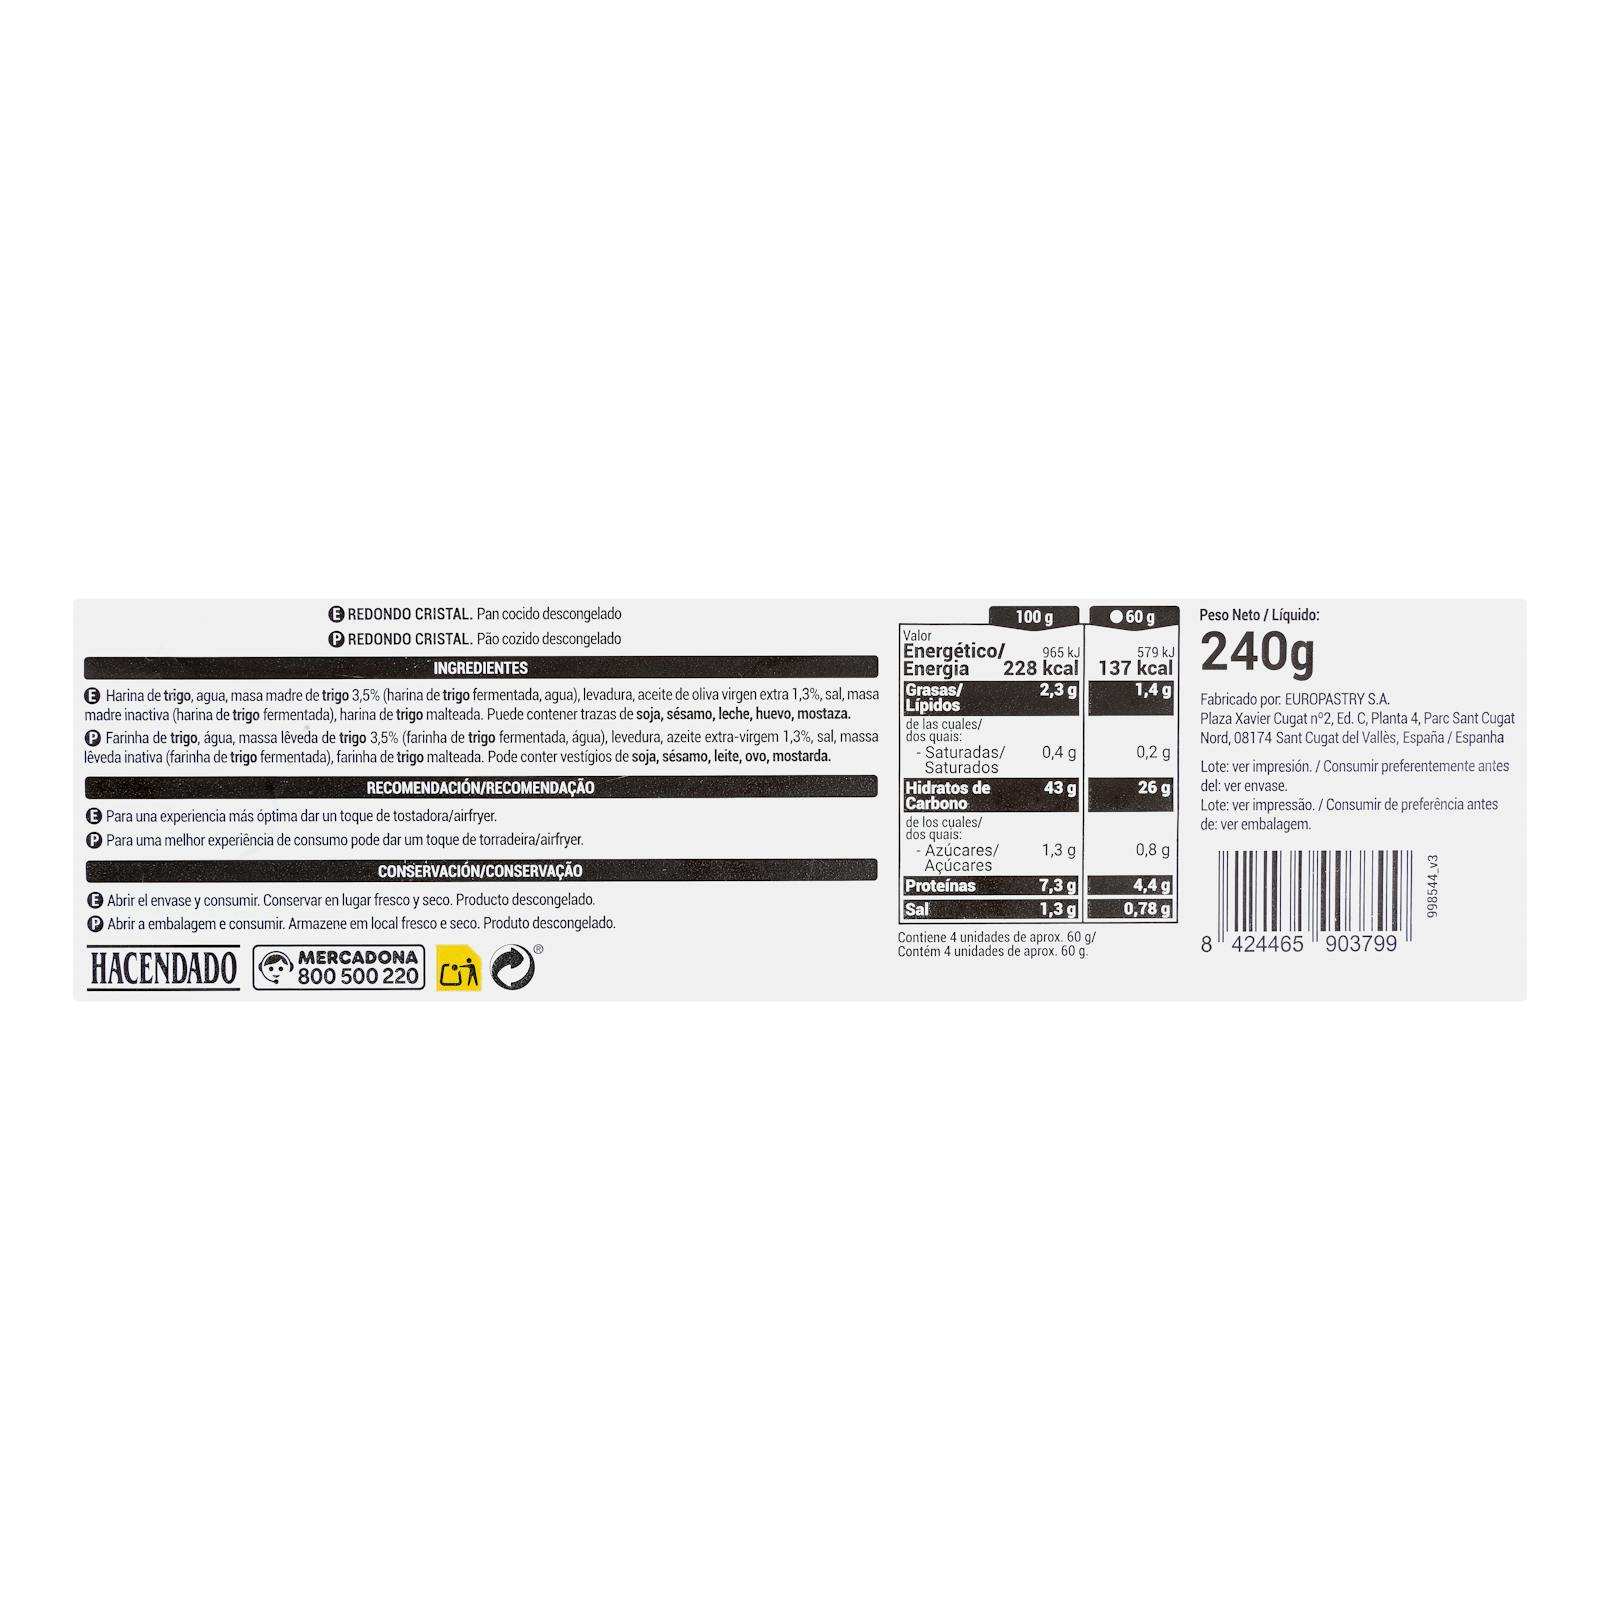 E REDONDO CRISTAL. Pan cocido descongelado
P REDONDO CRISTAL. Pão cozido descongelado
INGREDIENTES
E Harina de trigo, agua, masa madre de trigo 3,5% (harina de trigo fermentada, agua), levadura, aceite de oliva virgen extra 1,3%, sal, masa
madre inactiva (harina de trigo fermentada), harina de trigo malteada. Puede contener trazas de soja, sésamo, leche, huevo, mostaza.
P Farinha de trigo, água, massa lêveda de trigo 3,5% (farinha de trigo fermentada, água), levedura, azeite extra-virgem 1,3%, sal, massa
lêveda inativa (farinha de trigo fermentada), farinha de trigo malteada. Pode conter vestígios de soja, sésamo, leite, ovo, mostarda.
RECOMENDACIÓN/RECOMENDAÇÃO
E Para una experiencia más óptima dar un toque de tostadora/airfryer.
P Para uma melhor experiência de consumo pode dar um toque de torradeira/airfryer.
CONSERVACIÓN/CONSERVAÇÃO
E Abrir el envase y consumir. Conservar en lugar fresco y seco. Producto descongelado.
P Abrir a embalagem e consumir. Armazene em local fresco e seco. Produto descongelado.
HACENDADO
MERCADONA
800 500 220
®
100 g 60 g
Valor
Energético/ 965 kJ 579 kJ
Energia 228 kcal 137 kcal
Grasas/ 2,3 g 1,4 g
Lípidos
de las cuales/
dos quais:
- Saturadas/ 0,4 g 0,2 g
Saturados
Hidratos de 43 g 26 g
Carbono
de los cuales/
dos quais:
- Azúcares/ 1,3 g 0,8 g
Açúcares
Proteínas 7,3 g 4,4 g
Sal 1,3 g 0,78 g
Contiene 4 unidades de aprox. 60 g/
Contém 4 unidades de aprox. 60 g.
Peso Neto / Líquido:
240g
Fabricado por: EUROPASTRY S.A.
Plaza Xavier Cugat nº2, Ed. C, Planta 4, Parc Sant Cugat
Nord, 08174 Sant Cugat del Vallès, España / Espanha
Lote: ver impresión. / Consumir preferentemente antes
del: ver envase.
Lote: ver impressão. / Consumir de preferência antes
de: ver embalagem.
998544_v3
8 424465 903799